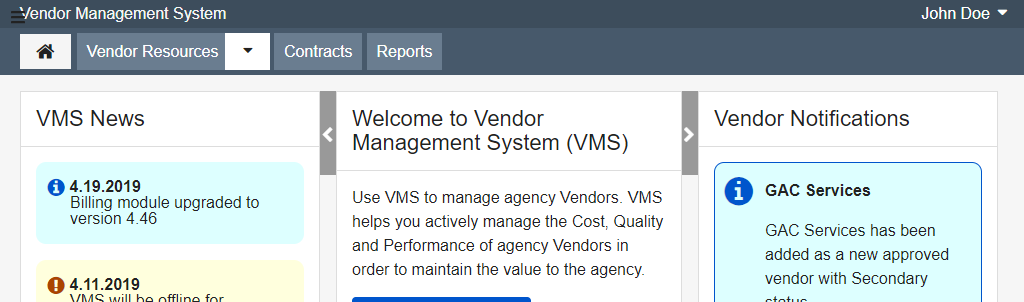 Vendor Management System
John Doe
Vendor Resources
Contracts
Reports
VMS News
4.19.2019
Billing module upgraded to
version 4.46
4.11.2019
VMS will be offline for
Welcome to Vendor
Management System (VMS)
Use VMS to manage agency Vendors. VMS
helps you actively manage the Cost, Quality
and Performance of agency Vendors in
order to maintain the value to the agency.
Vendor Notifications
GAC Services
GAC Services has been
added as a new approved
vendor with Secondary
status